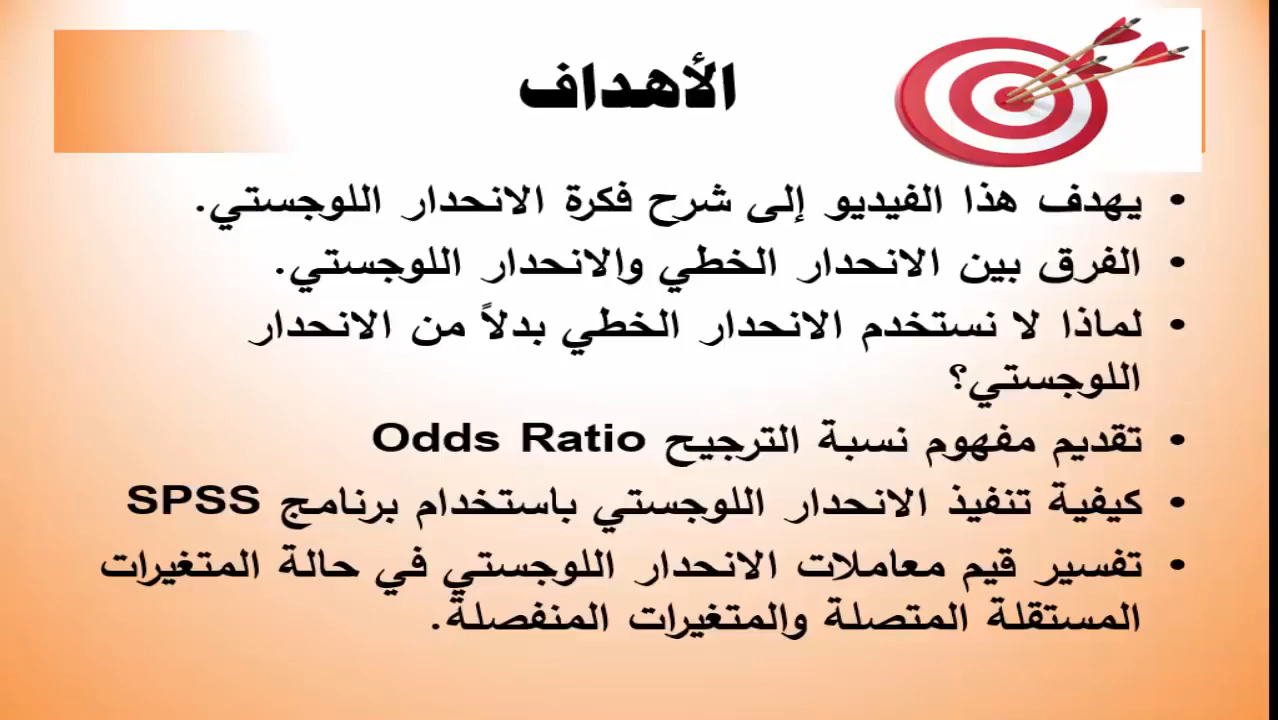 الأهداف
• يهدف هذا الفيديو إلى شرح فكرة الانحدار اللوجستي.
• الفرق بين الانحدار الخطي والانحدار اللوجستي.
• لماذا لا نستخدم الانحدار الخطي بدلاً من الانحدار
اللوجستي؟
• تقديم مفهوم نسبة الترجيح Odds Ratio
• كيفية تنفيذ الانحدار اللوجستي باستخدام برنامج SPSS
• تفسير قيم معاملات الانحدار اللوجستي في حالة المتغيرات
المستقلة المتصلة والمتغيرات المنفصلة.